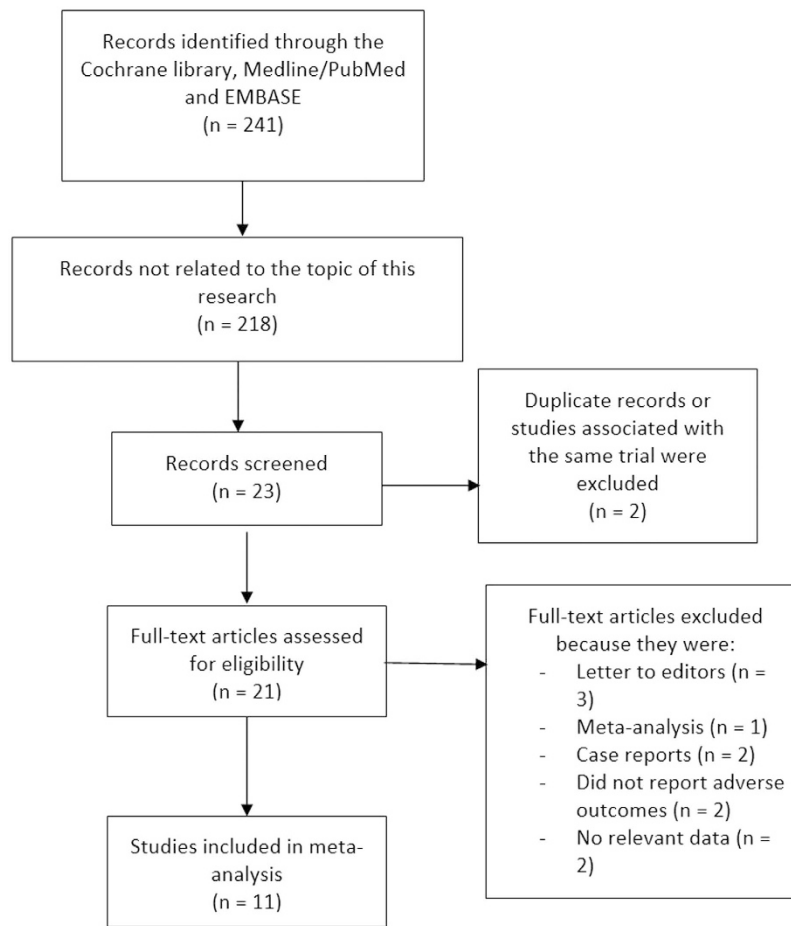 Records identified through the
Cochrane library, Medline/PubMed
and EMBASE
(n = 241)
Records not related to the topic of this
research
(n = 218)
Records screened
(n = 23)
Duplicate records or
studies associated with
the same trial were
excluded
(n = 2)
Full-text articles assessed
for eligibility
(n = 21)
Full-text articles excluded
because they were:
- Letter to editors (n =
3)
- Meta-analysis (n = 1)
- Case reports (n = 2)
- Did not report adverse
outcomes (n = 2)
- No relevant data (n =
2)
Studies included in meta-
analysis
(n = 11)